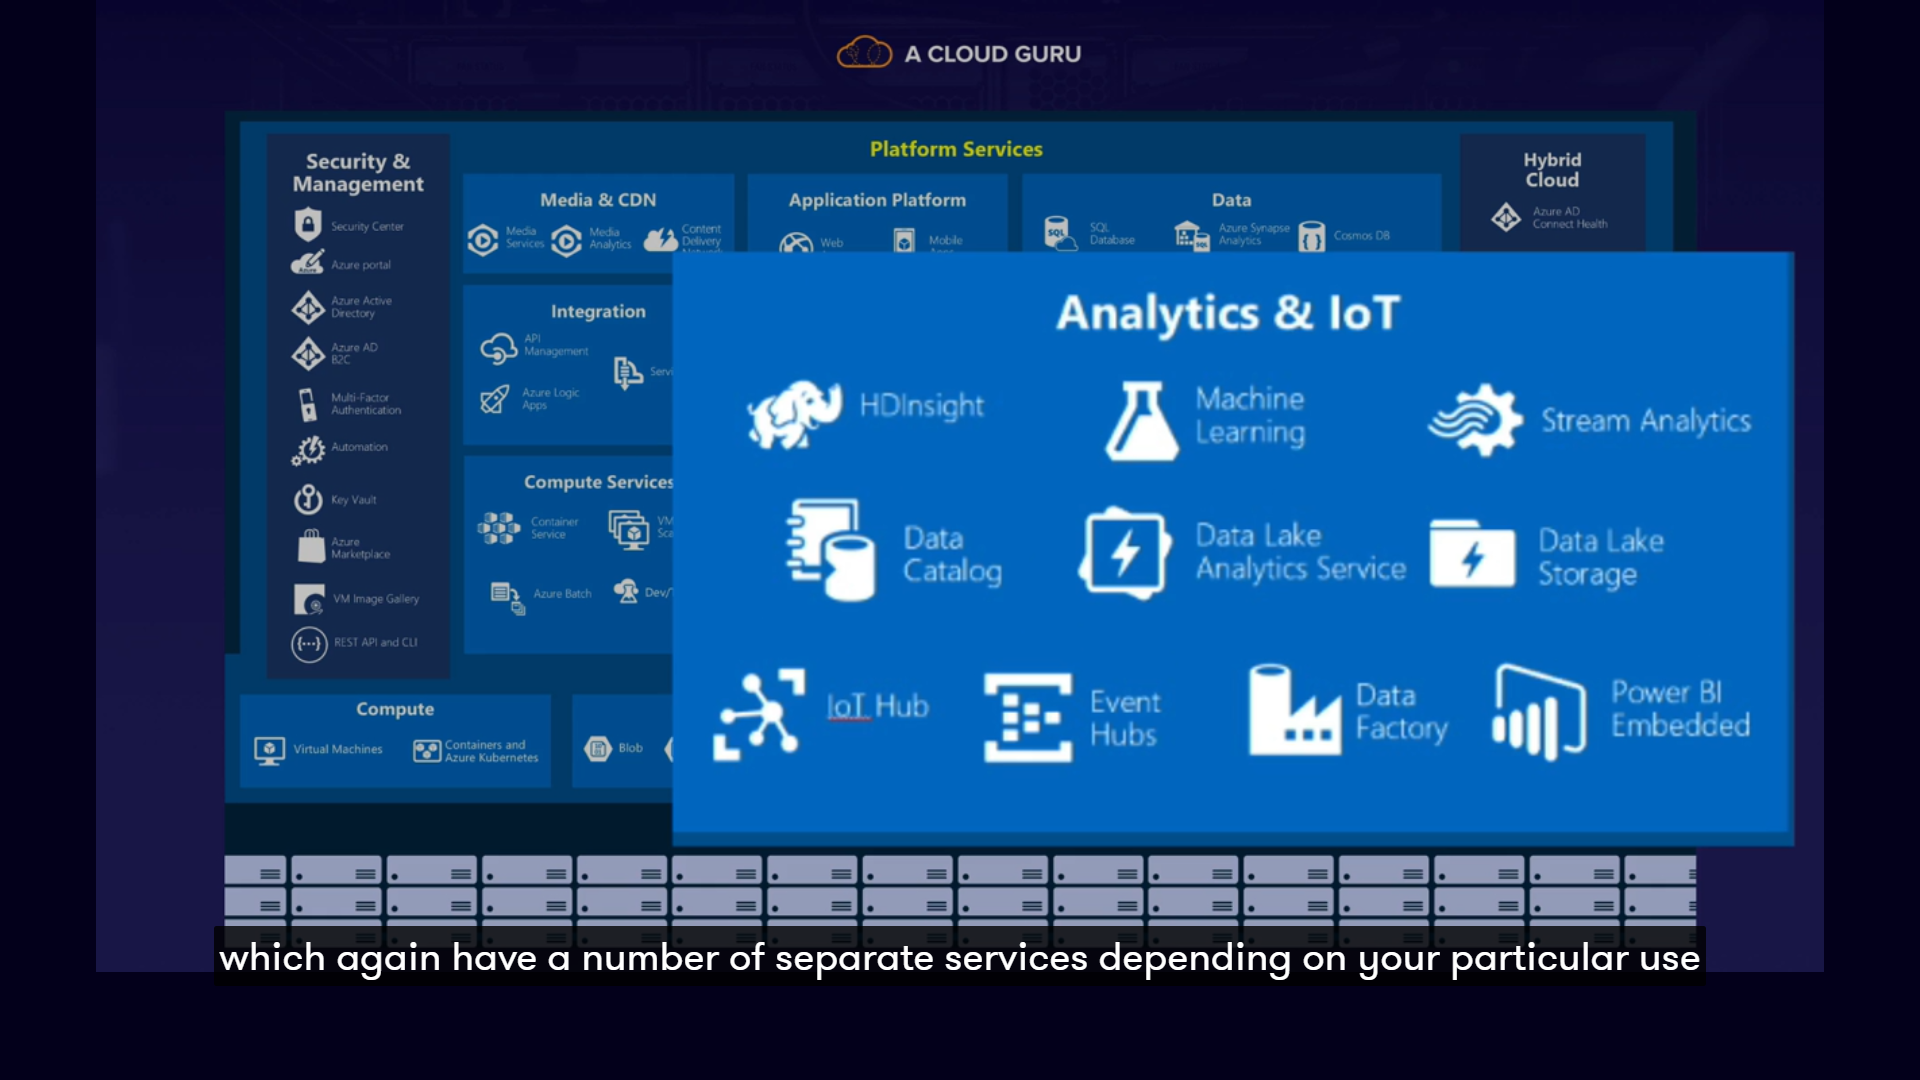 A CLOUD GURU
Platform Services
Security &
Management
Security Center
Azure portal
Azure Active
Directory
Azure AD
B2C
Multi-Factor
Authentication
Automation
Key Vault
Azure
Marketplace
VM Image Gallery
REST API and CLI
Media & CDN
Media
Services
Media
Analytics
Content
Delivery
Application Platform
Web
Mobile
Data
SQL
Database
Azure Synapse
Analytics
Cosmos DB
Hybrid
Cloud
Azure AD
Connect Health
Integration
API
Management
Azure Logic
Apps
Servi
Compute Services
Container
Service
VM
Sca
Azure Batch
Dev/
Compute
Virtual Machines
Containers and
Azure Kubernetes
Blob
Analytics & IoT
HDInsight
Machine
Learning
Stream Analytics
Data
Catalog
Data Lake
Analytics Service
Data Lake
Storage
IoT Hub
Event
Hubs
Data
Factory
Power BI
Embedded
which again have a number of separate services depending on your particular use